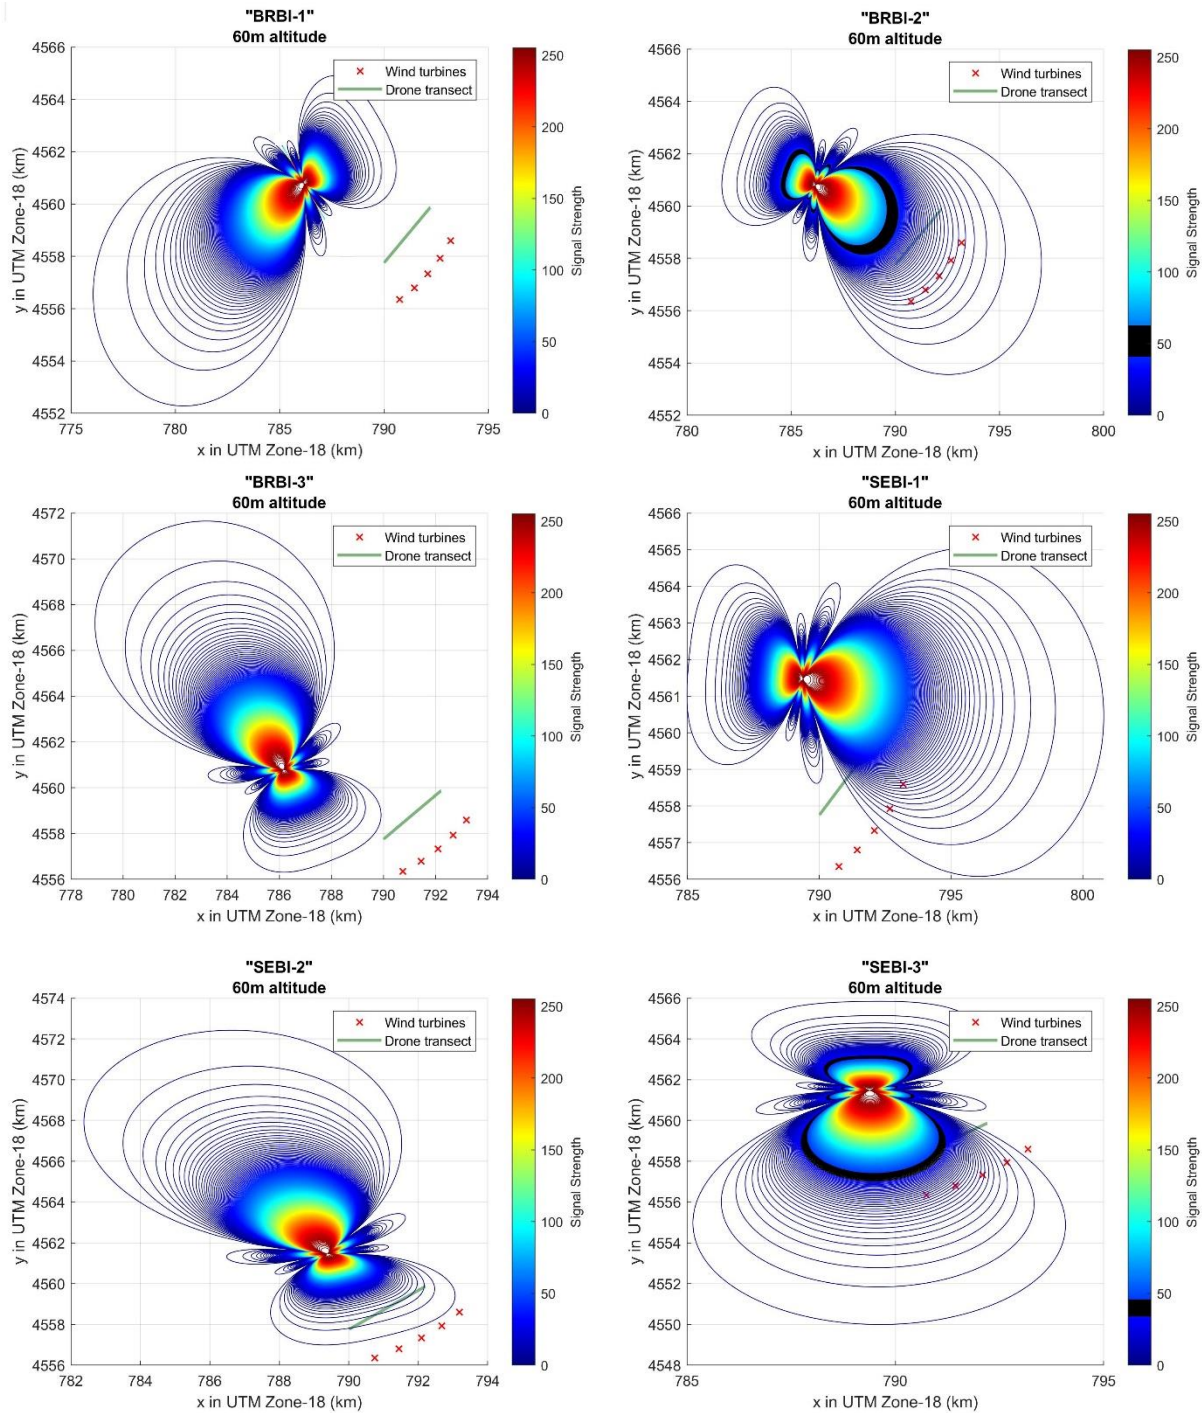 "BRBI-1"
60m altitude
4566
4564
4562
4560
4558
4556
4554
4552
775
780
785
790
795
x in UTM Zone-18 (km)
y in UTM Zone-18 (km)
Wind turbines
Drone transect
250
200
150
100
50
0
Signal Strength
"BRBI-2"
60m altitude
4566
4564
4562
4560
4558
4556
4554
4552
780
785
790
795
800
x in UTM Zone-18 (km)
y in UTM Zone-18 (km)
Wind turbines
Drone transect
250
200
150
100
50
0
Signal Strength
"BRBI-3"
60m altitude
4572
4570
4568
4566
4564
4562
4560
4558
4556
778
780
782
784
786
788
790
792
794
x in UTM Zone-18 (km)
y in UTM Zone-18 (km)
Wind turbines
Drone transect
250
200
150
100
50
0
Signal Strength
"SEBI-1"
60m altitude
4566
4565
4564
4563
4562
4561
4560
4559
4558
4557
4556
785
790
795
800
x in UTM Zone-18 (km)
y in UTM Zone-18 (km)
Wind turbines
Drone transect
250
200
150
100
50
0
Signal Strength
"SEBI-2"
60m altitude
4574
4572
4570
4568
4566
4564
4562
4560
4558
4556
782
784
786
788
790
792
794
x in UTM Zone-18 (km)
y in UTM Zone-18 (km)
Wind turbines
Drone transect
250
200
150
100
50
0
Signal Strength
"SEBI-3"
60m altitude
4566
4564
4562
4560
4558
4556
4554
4552
4550
4548
785
790
795
x in UTM Zone-18 (km)
y in UTM Zone-18 (km)
Wind turbines
Drone transect
250
200
150
100
50
0
Signal Strength